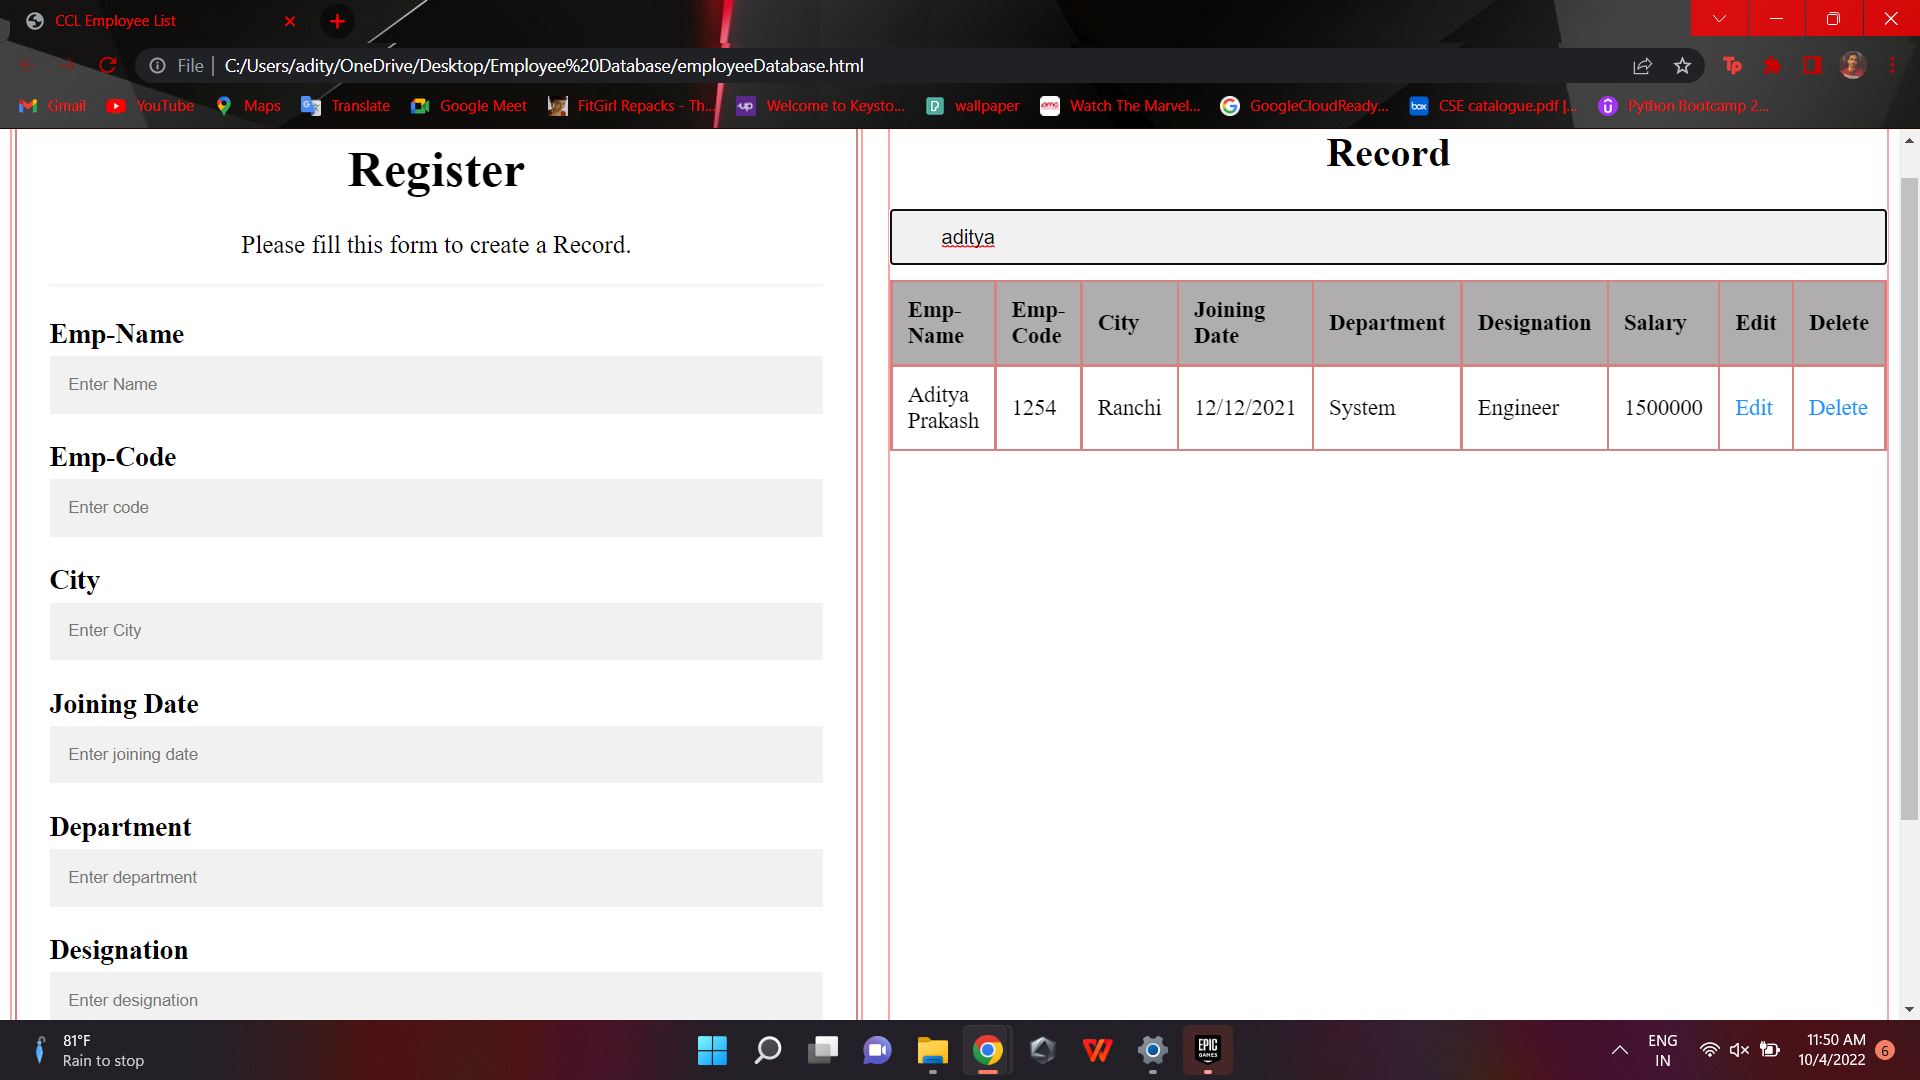 CCL Employee List
File
C:/Users/adity/OneDrive/Desktop/Employee%20Database/employeeDatabase.html
Tp
Gmail
YouTube
Maps
Translate
Google Meet
FitGirl Repacks - Th...
up
Welcome to Keysto...
wallpaper
Watch The Marvel...
GoogleCloudReady...
box
CSE catalogue.pdf |...
Python Bootcamp 2...
Register
Please fill this form to create a Record.
Emp-Name
Enter Name
Emp-Code
Enter code
City
Enter City
Joining Date
Enter joining date
Department
Enter department
Designation
Enter designation
Record
aditya
Emp-
Name
Emp-
Code
City
Joining
Date
Department
Designation
Salary
Edit
Delete
Aditya
Prakash
1254
Ranchi
12/12/2021
System
Engineer
1500000
Edit
Delete
81°F
Rain to stop
EPIC
GAMES
ENG
IN
11:50 AM
10/4/2022
6